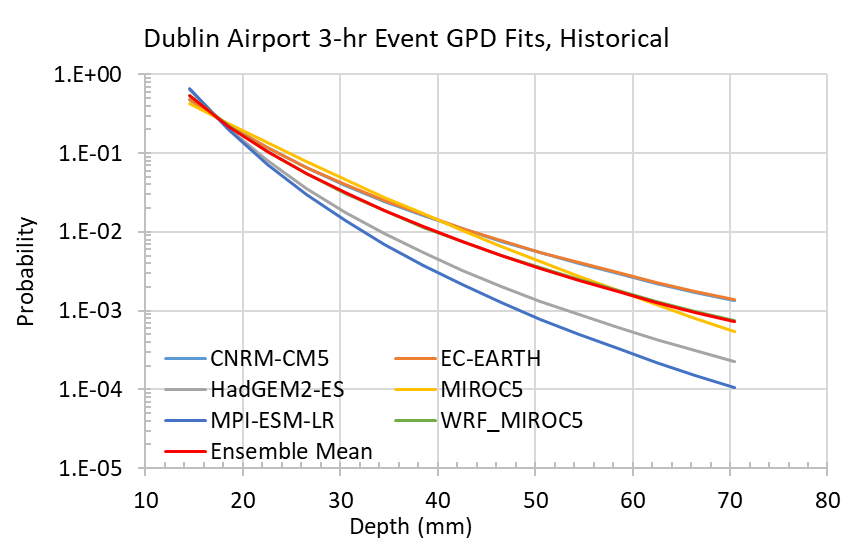 Dublin Airport 3-hr Event GPD Fits, Historical
1.E+00
1.E-01
1.E-02
1.E-03
1.E-04
1.E-05
Probability
CNRM-CM5 EC-EARTH
HadGEM2-ES MIROC5
MPI-ESM-LR WRF_MIROC5
Ensemble Mean
10 20 30 40 50 60 70 80
Depth (mm)